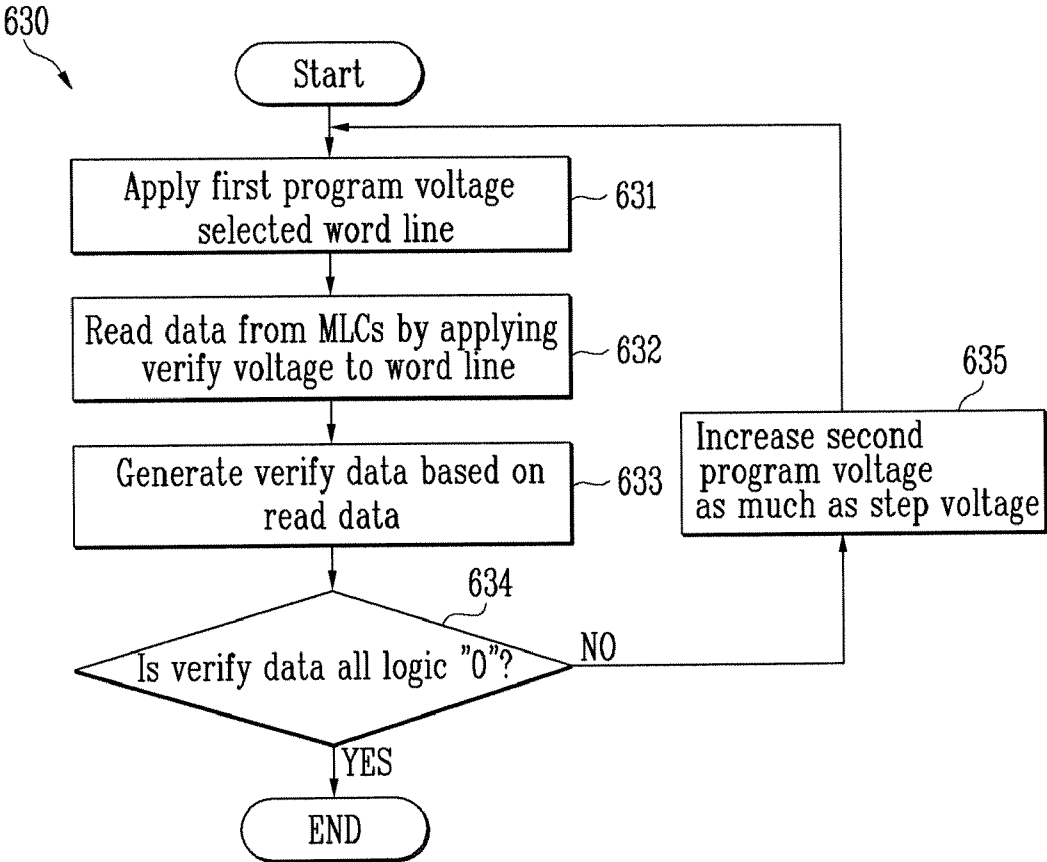 630
Start
Apply first program voltage
selected word line
631
Read data from MLCs by applying
verify voltage to word line
632
Generate verify data based on
read data
633
635
Increase second
program voltage
as much as step voltage
634
Is verify data all logic "0"?
NO
YES
END